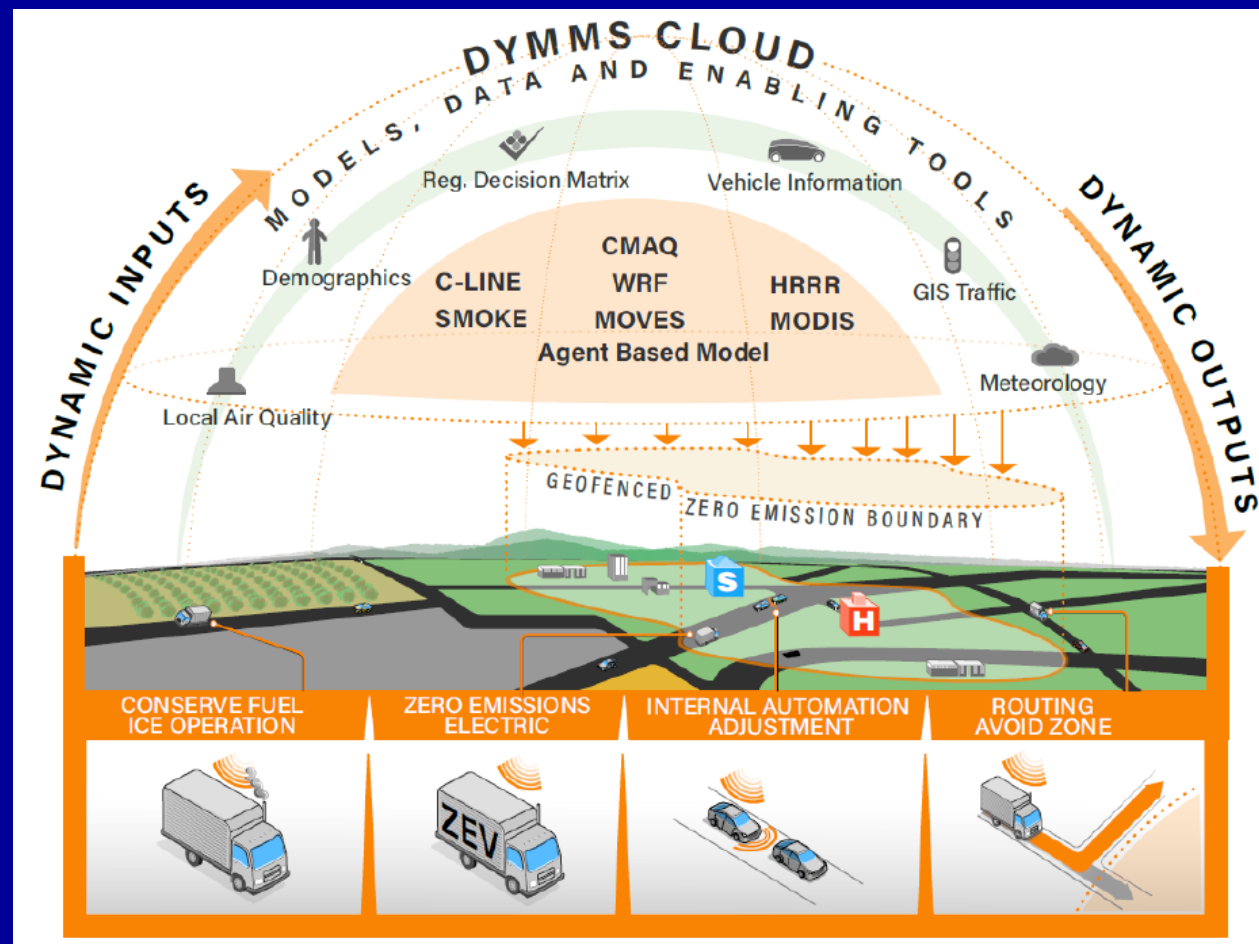 DYMMS CLOUD
MODELS, DATA AND ENABLING TOOLS
DYNAMIC INPUTS
DYNAMIC OUTPUTS
Reg. Decision Matrix
Vehicle Information
Demographics
GIS Traffic
Local Air Quality
Meteorology
C-LINE
SMOKE
CMAQ
WRF
MOVES
HRRR
MODIS
Agent Based Model
GEOFENCED ZERO EMISSION BOUNDARY
S
H
CONSERVE FUEL
ICE OPERATION
ZERO EMISSIONS
ELECTRIC
INTERNAL AUTOMATION
ADJUSTMENT
ROUTING
AVOID ZONE
ZEV